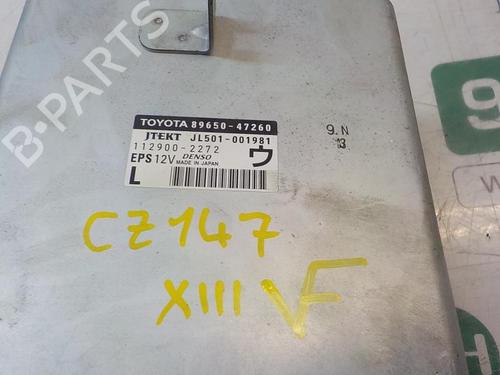 B-PARTS
TOYOTA 89650-47260
JTEKT JL501-001981
112900-2272 ウ
EPS 12V DENSO
MADE IN JAPAN
L
9.N
CZ147
XIII VF